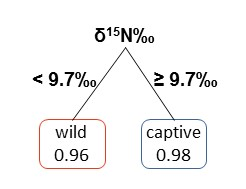 δ¹⁵N‰
< 9.7‰ ≥ 9.7‰
wild captive
0.96 0.98